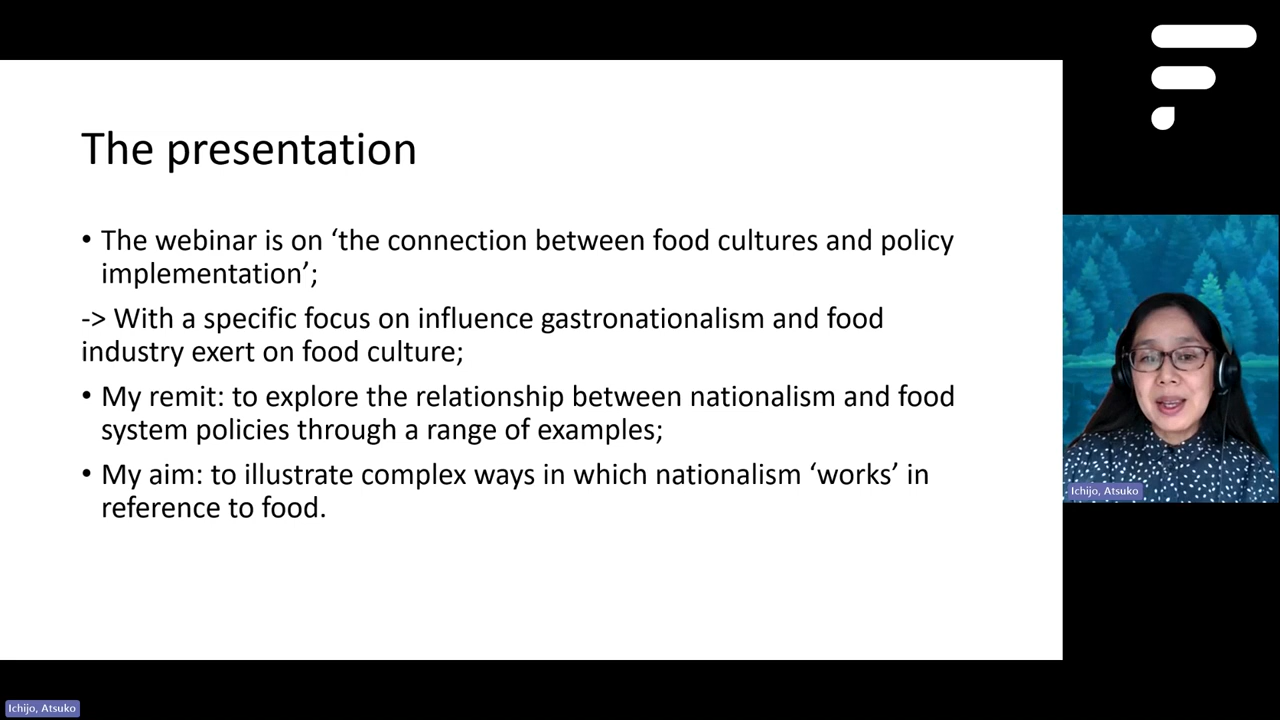 The presentation
• The webinar is on ‘the connection between food cultures and policy
implementation’;
-> With a specific focus on influence gastronationalism and food
industry exert on food culture;
• My remit: to explore the relationship between nationalism and food
system policies through a range of examples;
• My aim: to illustrate complex ways in which nationalism ‘works’ in
reference to food.
Ichijo, Atsuko
Ichijo, Atsuko